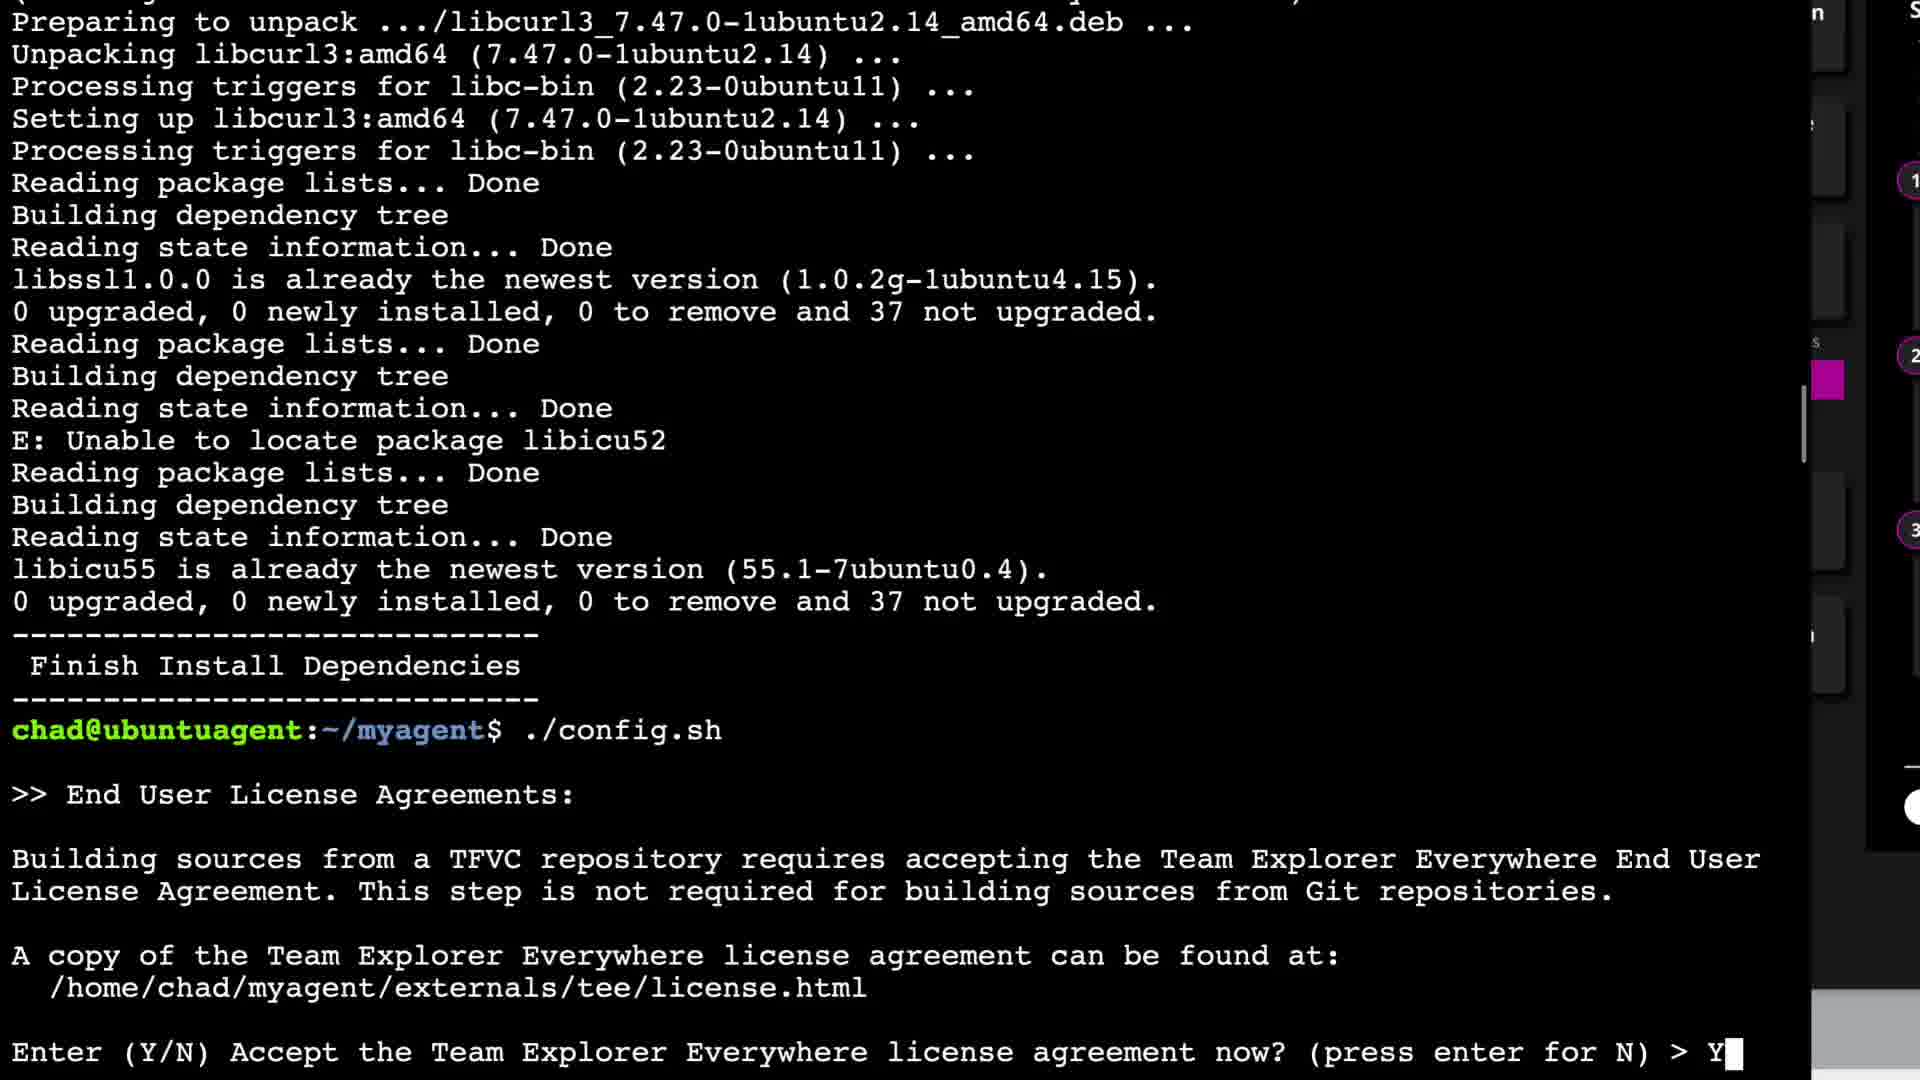 Preparing to unpack .../libcurl3_7.47.0-1ubuntu2.14_amd64.deb ...
Unpacking libcurl3:amd64 (7.47.0-1ubuntu2.14) ...
Processing triggers for libc-bin (2.23-0ubuntu11) ...
Setting up libcurl3:amd64 (7.47.0-1ubuntu2.14) ...
Processing triggers for libc-bin (2.23-0ubuntu11) ...
Reading package lists... Done
Building dependency tree
Reading state information... Done
libssl1.0.0 is already the newest version (1.0.2g-1ubuntu4.15).
0 upgraded, 0 newly installed, 0 to remove and 37 not upgraded.
Reading package lists... Done
Building dependency tree
Reading state information... Done
E: Unable to locate package libicu52
Reading package lists... Done
Building dependency tree
Reading state information... Done
libicu55 is already the newest version (55.1-7ubuntu0.4).
0 upgraded, 0 newly installed, 0 to remove and 37 not upgraded.
-----------------------------
Finish Install Dependencies
-----------------------------
chad@ubuntuagent:~/myagent$ ./config.sh
>> End User License Agreements:
Building sources from a TFVC repository requires accepting the Team Explorer Everywhere End User
License Agreement. This step is not required for building sources from Git repositories.
A copy of the Team Explorer Everywhere license agreement can be found at:
/home/chad/myagent/externals/tee/license.html
Enter (Y/N) Accept the Team Explorer Everywhere license agreement now? (press enter for N) > Y
n
s
1
2
3